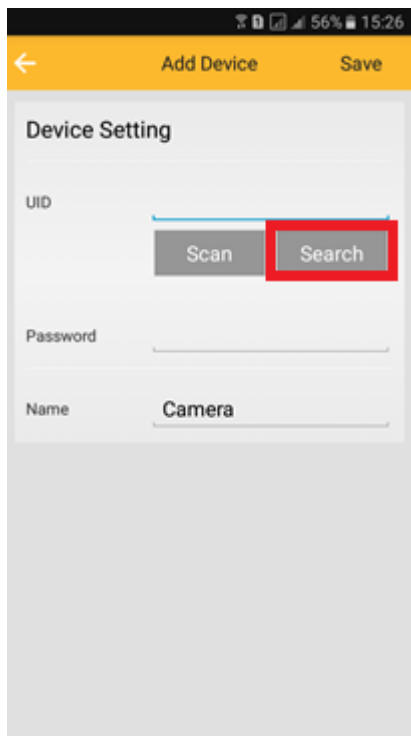 56% 15:26
Add Device Save
Device Setting
UID
Scan Search
Password
Name Camera